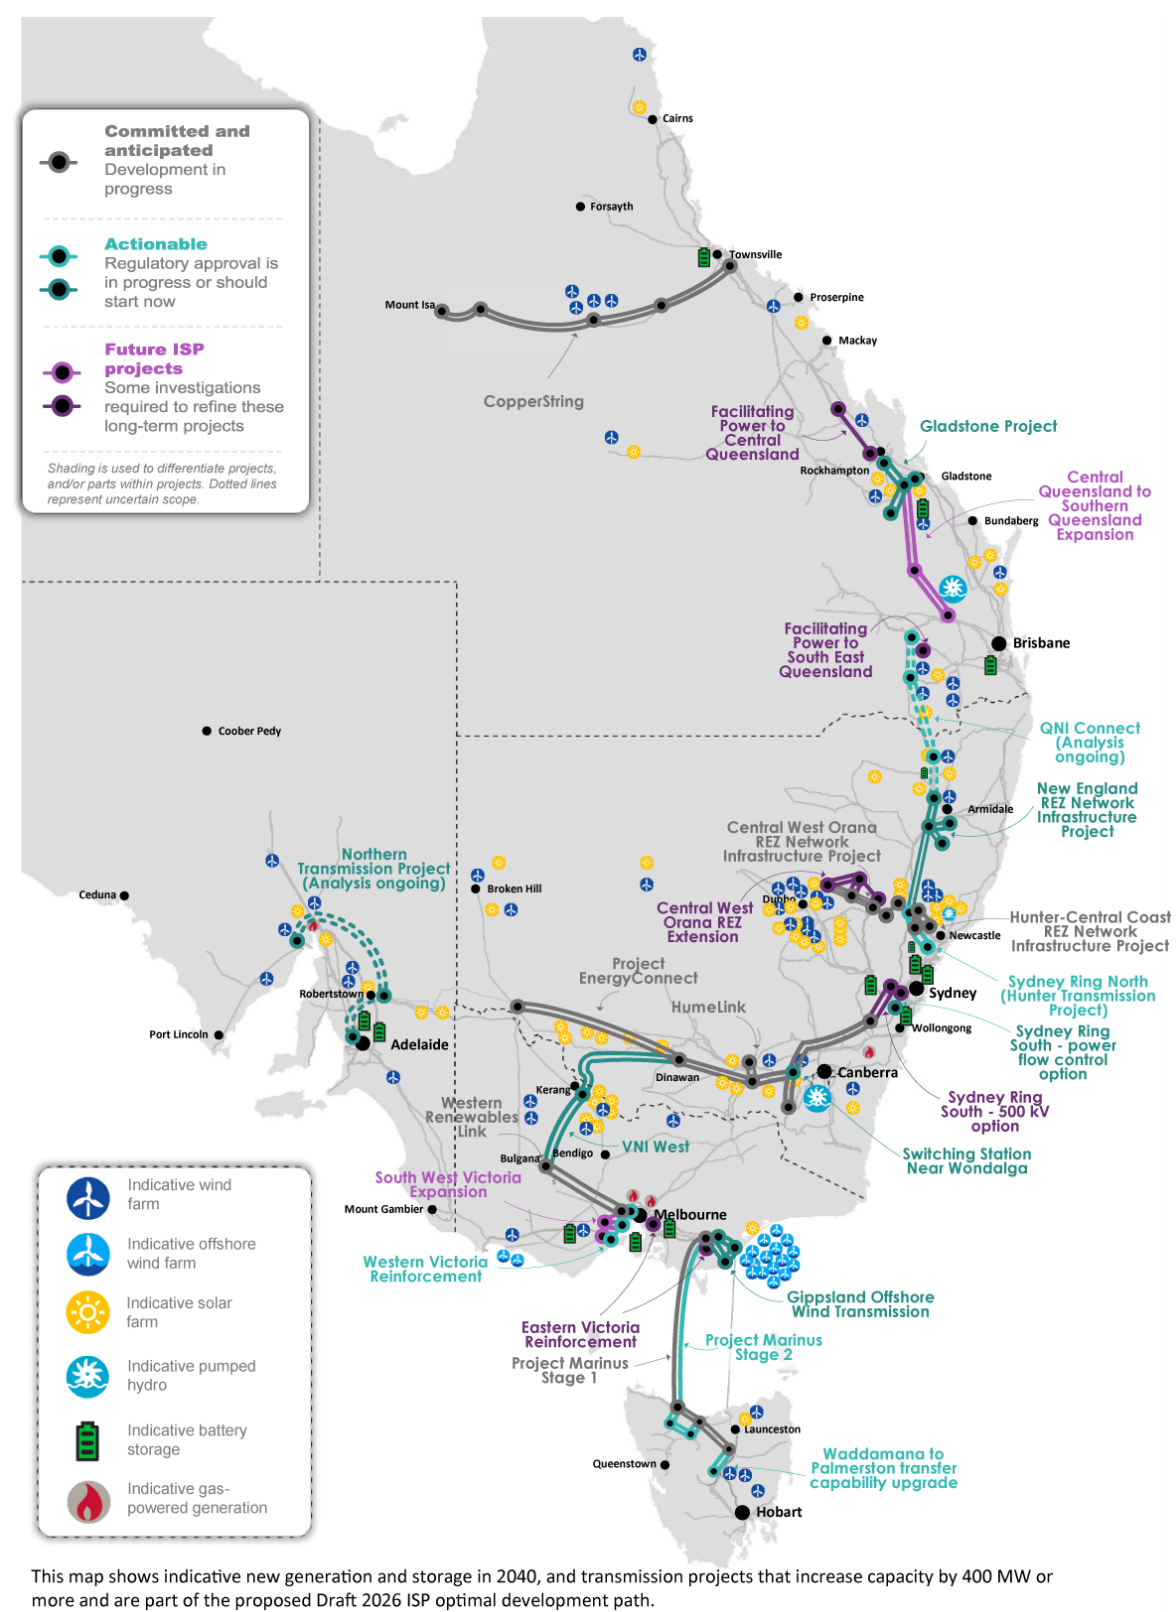 Committed and
anticipated
Development in
progress
Actionable
Regulatory approval is
in progress or should
start now
Future ISP
projects
Some investigations
required to refine these
long-term projects
Shading is used to differentiate projects,
and/or parts within projects. Dotted lines
represent uncertain scope.
Cairns
Forsayth
Townsville
Mount Isa
Proserpine
Mackay
CopperString
Facilitating
Power to
Central
Queensland
Gladstone Project
Rockhampton
Gladstone
Central
Queensland to
Southern
Queensland
Expansion
Bundaberg
Facilitating
Power to
South East
Queensland
Brisbane
Coober Pedy
QNI Connect
(Analysis
ongoing)
New England
REZ Network
Infrastructure
Project
Armidale
Central West Orana
REZ Network
Infrastructure Project
Northern
Transmission Project
(Analysis ongoing)
Ceduna
Broken Hill
Dubbo
Central West
Orana REZ
Extension
Hunter-Central Coast
REZ Network
Infrastructure Project
Newcastle
Project
EnergyConnect
HumeLink
Sydney Ring North
(Hunter Transmission
Project)
Robertstown
Sydney
Port Lincoln
Adelaide
Wollongong
Sydney Ring
South - power
flow control
option
Dinawan
Canberra
Kerang
Western
Renewables
Link
Sydney Ring
South - 500 kV
option
VNI West
Bulgana
Bendigo
Switching Station
Near Wondalga
South West Victoria
Expansion
Mount Gambier
Melbourne
Western Victoria
Reinforcement
Gippsland Offshore
Wind Transmission
Eastern Victoria
Reinforcement
Project Marinus
Stage 2
Project Marinus
Stage 1
Launceston
Queenstown
Waddamana to
Palmerston transfer
capability upgrade
Hobart
Indicative wind
farm
Indicative offshore
wind farm
Indicative solar
farm
Indicative pumped
hydro
Indicative battery
storage
Indicative gas-
powered generation
This map shows indicative new generation and storage in 2040, and transmission projects that increase capacity by 400 MW or
more and are part of the proposed Draft 2026 ISP optimal development path.